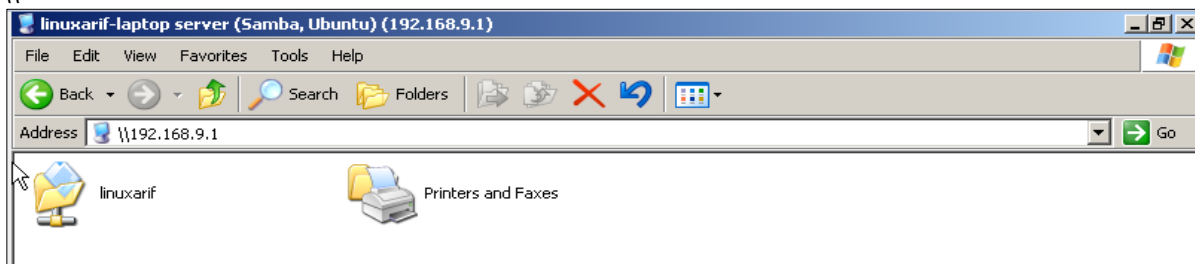 linuxarif-laptop server (Samba, Ubuntu) (192.168.9.1)
File Edit View Favorites Tools Help
Back Search Folders
Address \\192.168.9.1 Go
linuxarif Printers and Faxes